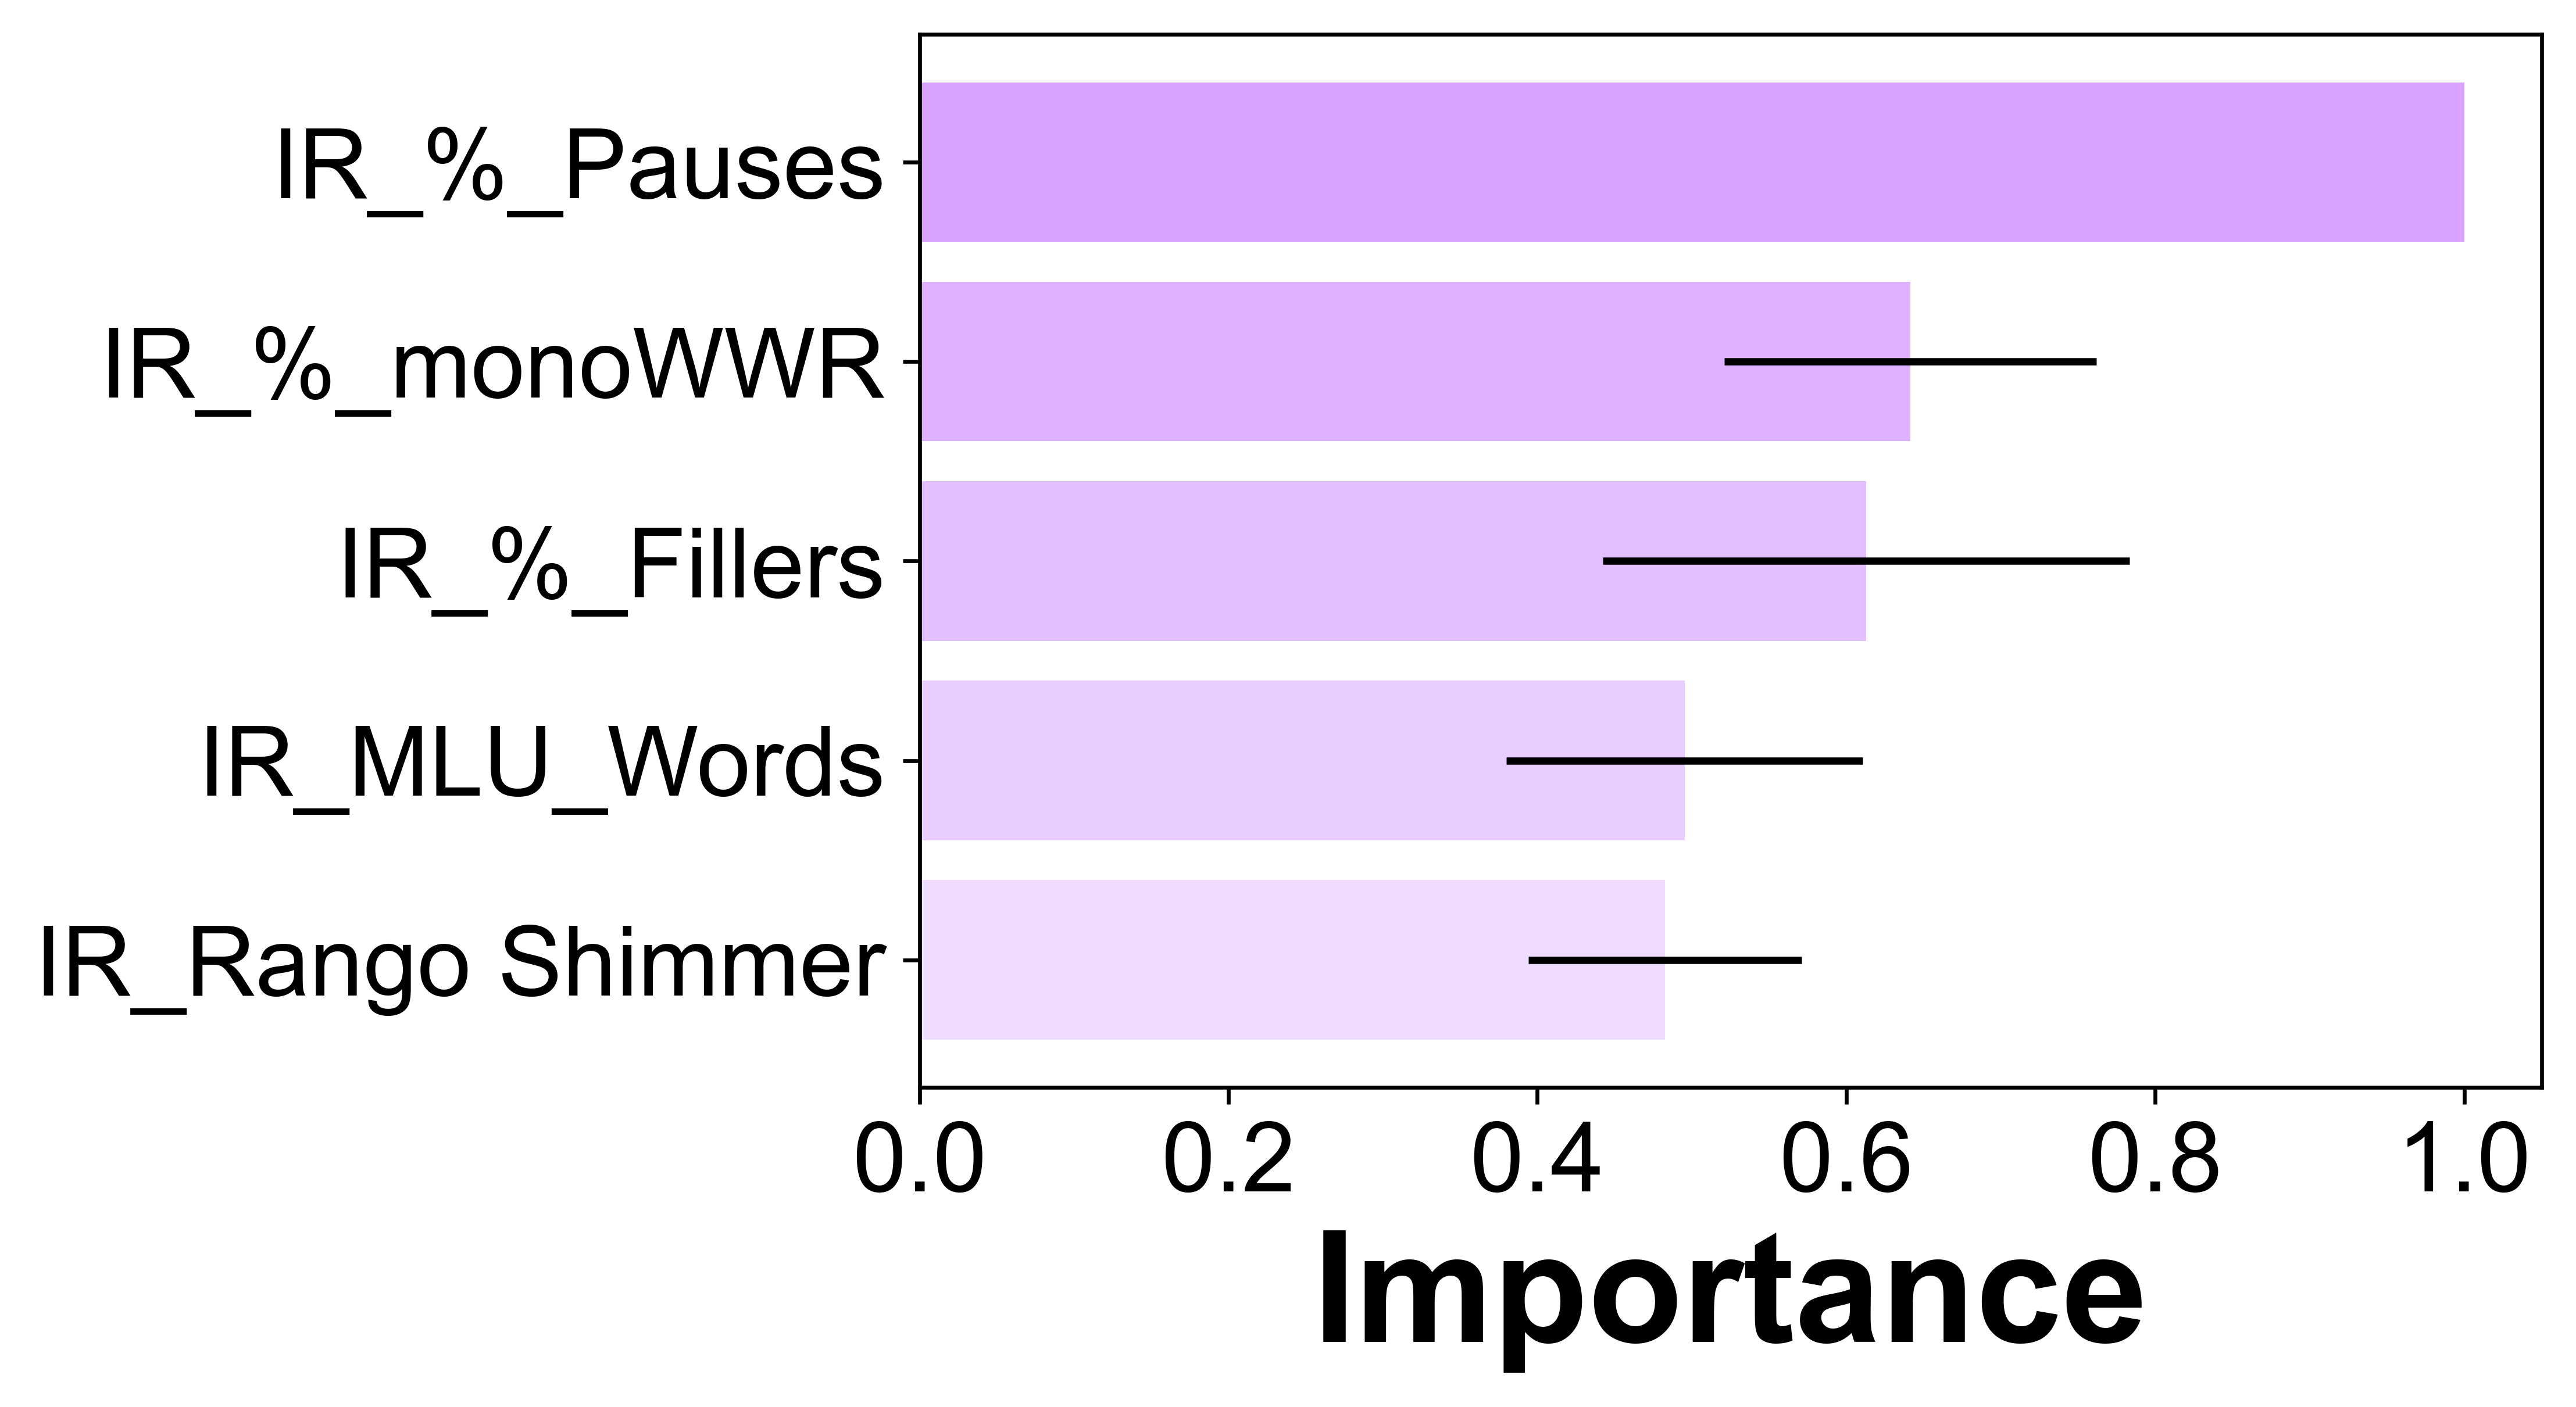 IR_%_Pauses
IR_%_monoWWR
IR_%_Fillers
IR_MLU_Words
IR_Rango Shimmer
0.0 0.2 0.4 0.6 0.8 1.0
Importance